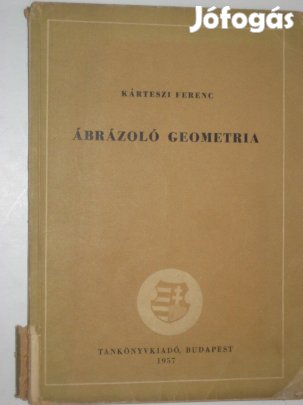 Jófogás
KÁRTESZI FERENC
ÁBRÁZOLÓ GEOMETRIA
TANKÖNYVKIADÓ, BUDAPEST
1957